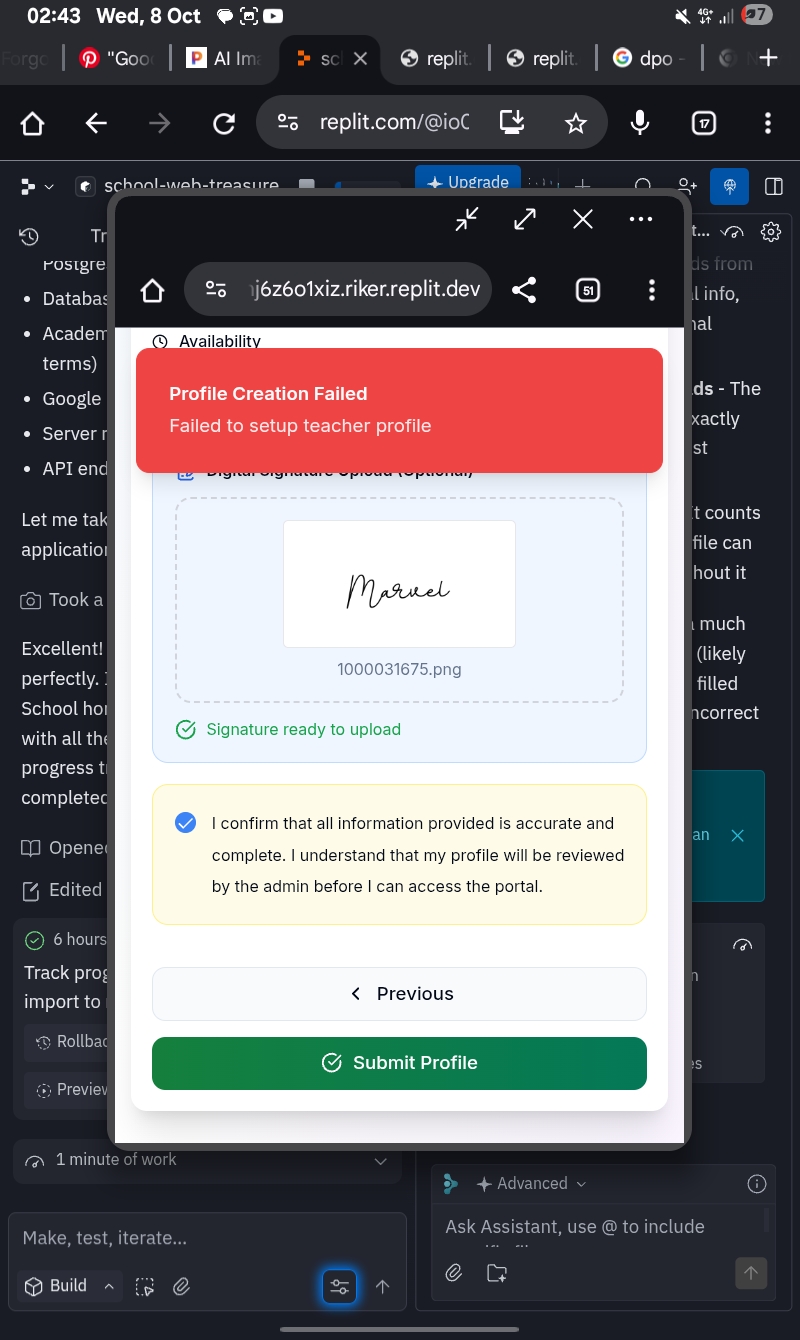 02:43 Wed, 8 Oct
4G+
7
Forgo
"Goo
AI Ima
sc
replit.
replit.
dpo -
replit.com/@ioC
17
school-web-treasure
Upgrade
Tr
t...
j6z6o1xiz.riker.replit.dev
51
Postgre
• Databas
• Academ
terms)
• Google
• Server r
• API end
Let me tak
application
Took a
Excellent!
perfectly.
School hor
with all the
progress tr
completed
Opened
Edited
6 hours
Track prog
import to
Rollbac
Preview
1 minute of work
Make, test, iterate...
Build
Availability
Profile Creation Failed
Failed to setup teacher profile
Digital Signature Upload (Optional)
Marvel
1000031675.png
Signature ready to upload
I confirm that all information provided is accurate and
complete. I understand that my profile will be reviewed
by the admin before I can access the portal.
Previous
Submit Profile
ds from
l info,
nal
ds - The
xactly
st
t counts
file can
hout it
much
(likely
filled
ncorrect
an
n
es
Advanced
Ask Assistant, use @ to include